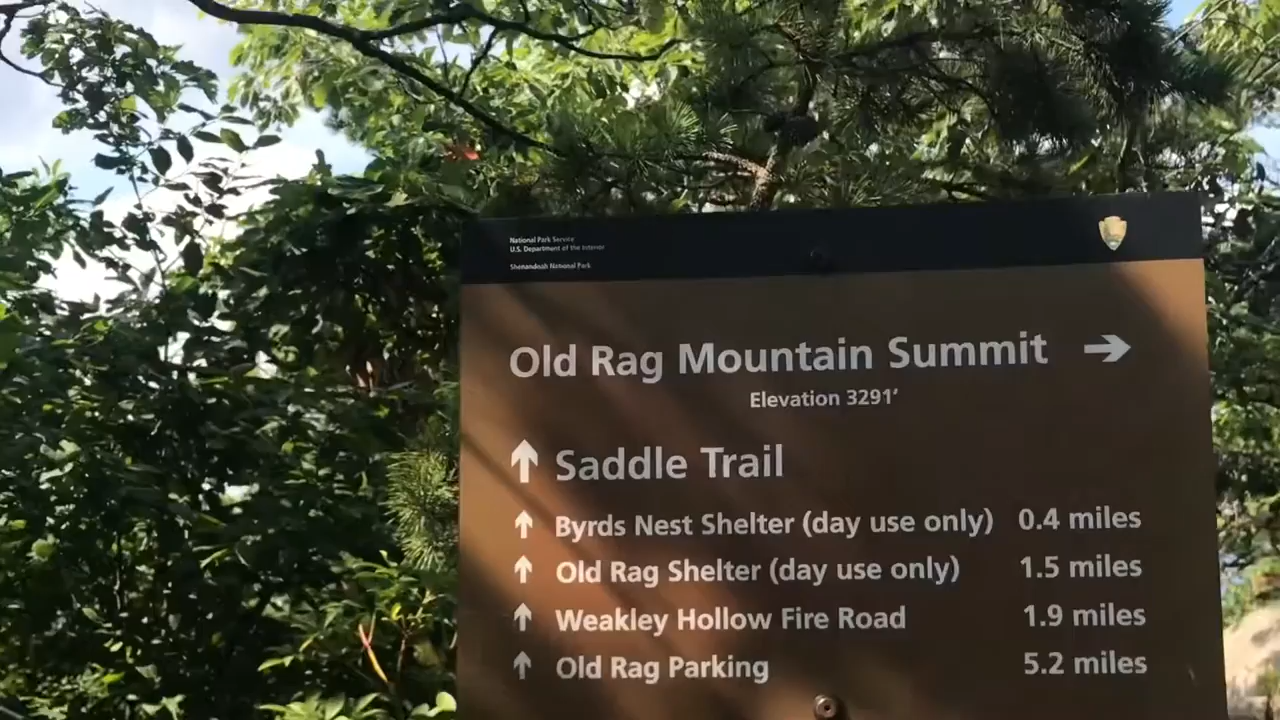 National Park Service
U.S. Department of the Interior
Shenandoah National Park
Old Rag Mountain Summit →
Elevation 3291'
↑ Saddle Trail
↑ Byrds Nest Shelter (day use only) 0.4 miles
↑ Old Rag Shelter (day use only) 1.5 miles
↑ Weakley Hollow Fire Road 1.9 miles
↑ Old Rag Parking 5.2 miles